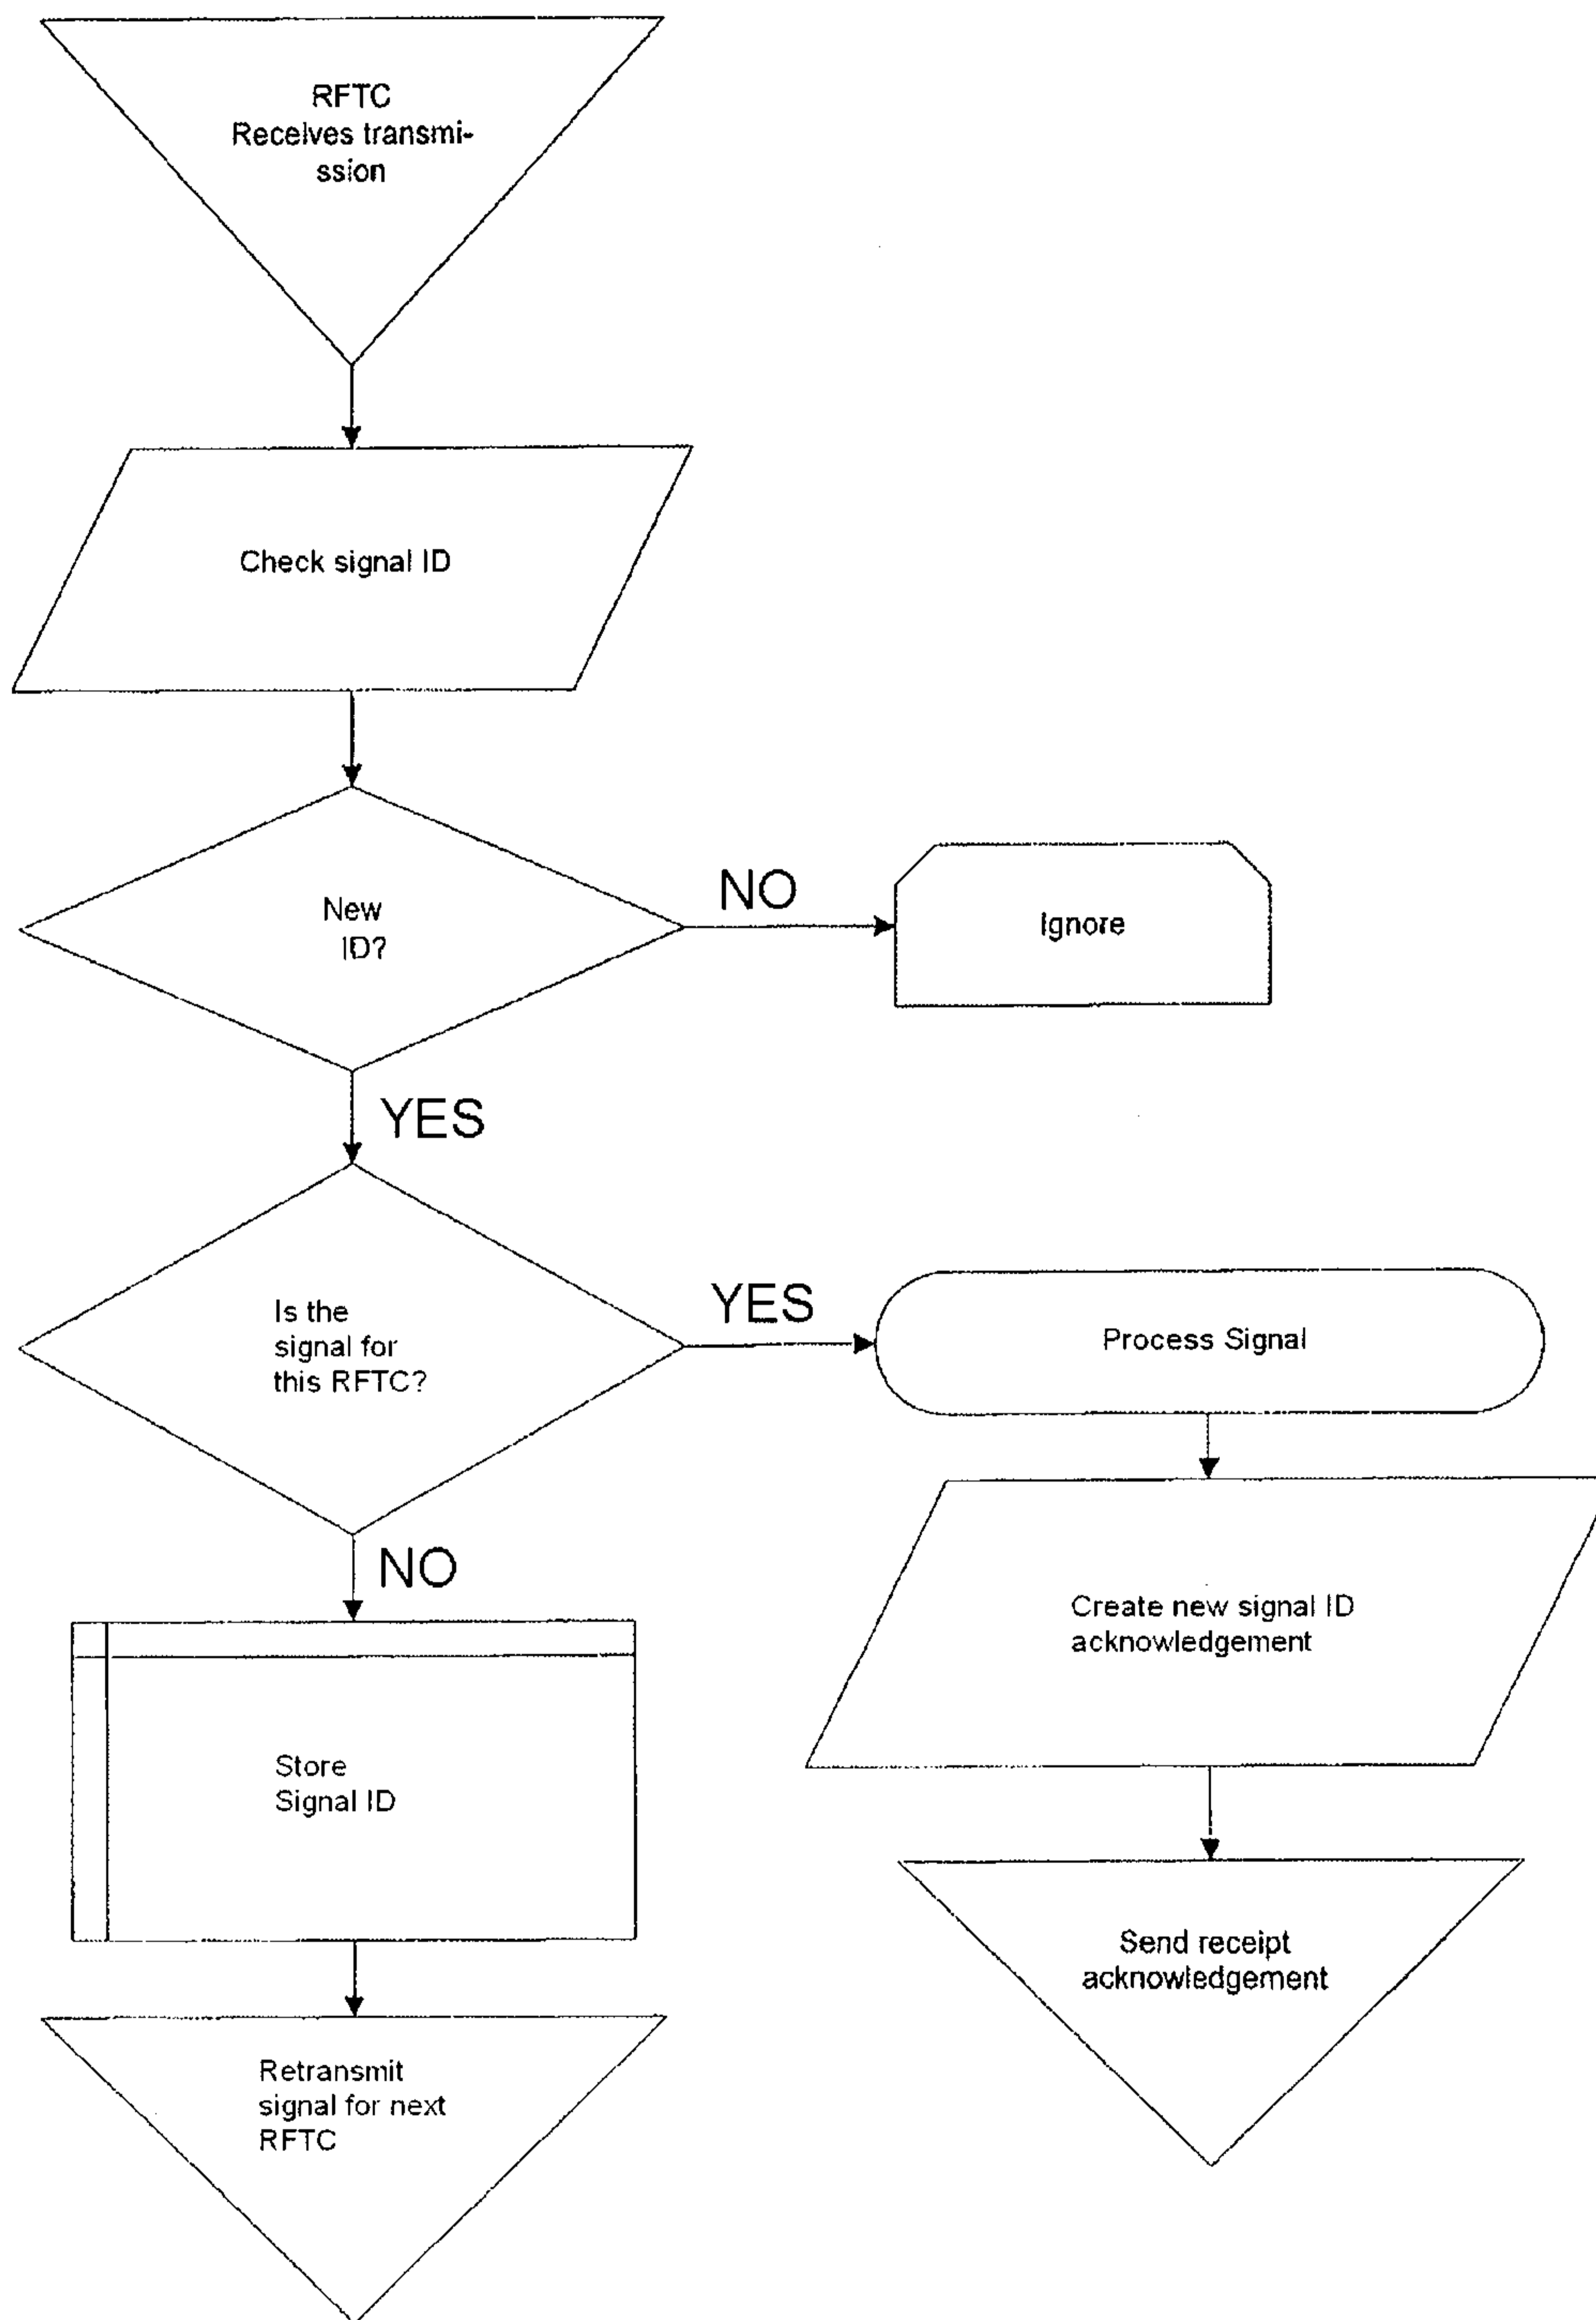 RFTC
Receives transmi-
ssion
Check signal ID
New
ID?
NO
Ignore
YES
Is the
signal for
this RFTC?
YES
Process Signal
NO
Create new signal ID
acknowledgement
Store
Signal ID
Send receipt
acknowledgement
Retransmit
signal for next
RFTC